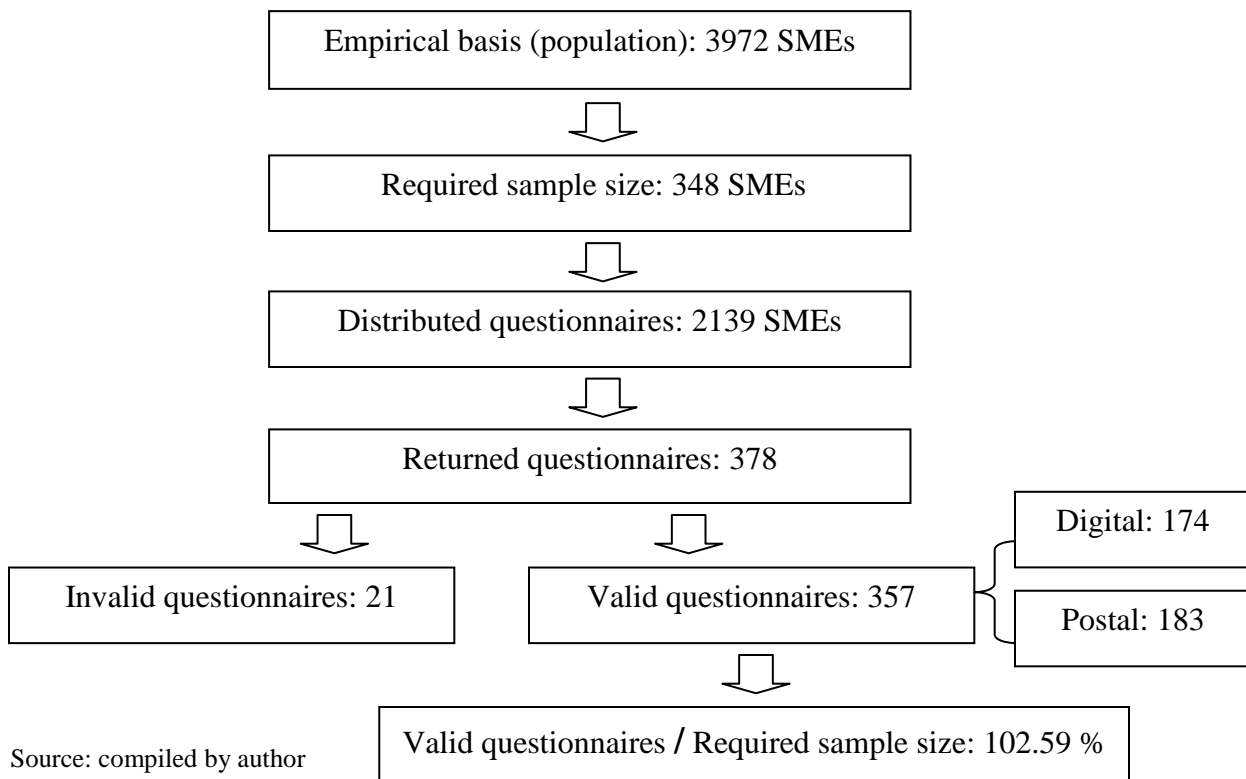 Empirical basis (population): 3972 SMEs
Required sample size: 348 SMEs
Distributed questionnaires: 2139 SMEs
Returned questionnaires: 378
Digital: 174
Invalid questionnaires: 21
Valid questionnaires: 357
Postal: 183
Valid questionnaires / Required sample size: 102.59 %
Source: compiled by author